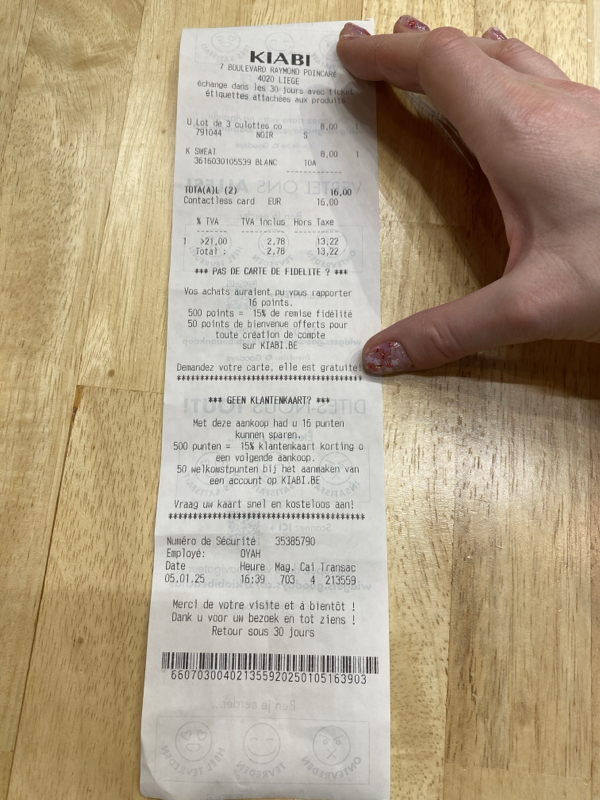 KIABI
7 BOULEVARD RAYMOND POINCARE
4020 LIEGE
échange dans les 30 jours avec ticket
étiquettes attachées aux produits
U Lot de 3 culottes co 8,00 1
791044 NOIR S
K SWEAT 8,00 1
3616030105539 BLANC 10A
------------
TOTA(A)L (2) 16,00
Contactless card EUR 16,00
% TVA TVA inclus Hors Taxe
1 >21,00 2,78 13,22
Total : 2,78 13,22
*** PAS DE CARTE DE FIDELITE ? ***
Vos achats auraient pu vous rapporter
16 points.
500 points = 15% de remise fidélité
50 points de bienvenue offerts pour
toute création de compte
sur KIABI.BE
Demandez votre carte, elle est gratuite!
****************************************
*** GEEN KLANTENKAART? ***
Met deze aankoop had u 16 punten
kunnen sparen.
500 punten = 15% klantenkaart korting o
een volgende aankoop.
50 welkomstpunten bij het aanmaken van
een account op KIABI.BE
Vraag uw kaart snel en kosteloos aan!
****************************************
Numéro de Sécurité 35385790
Employé: OYAH
Date Heure Mag. Cai Transac
05.01.25 16:39 703 4 213559
Merci de votre visite et à bientôt !
Dank u voor uw bezoek en tot ziens !
Retour sous 30 jours
660703004021355920250105163903